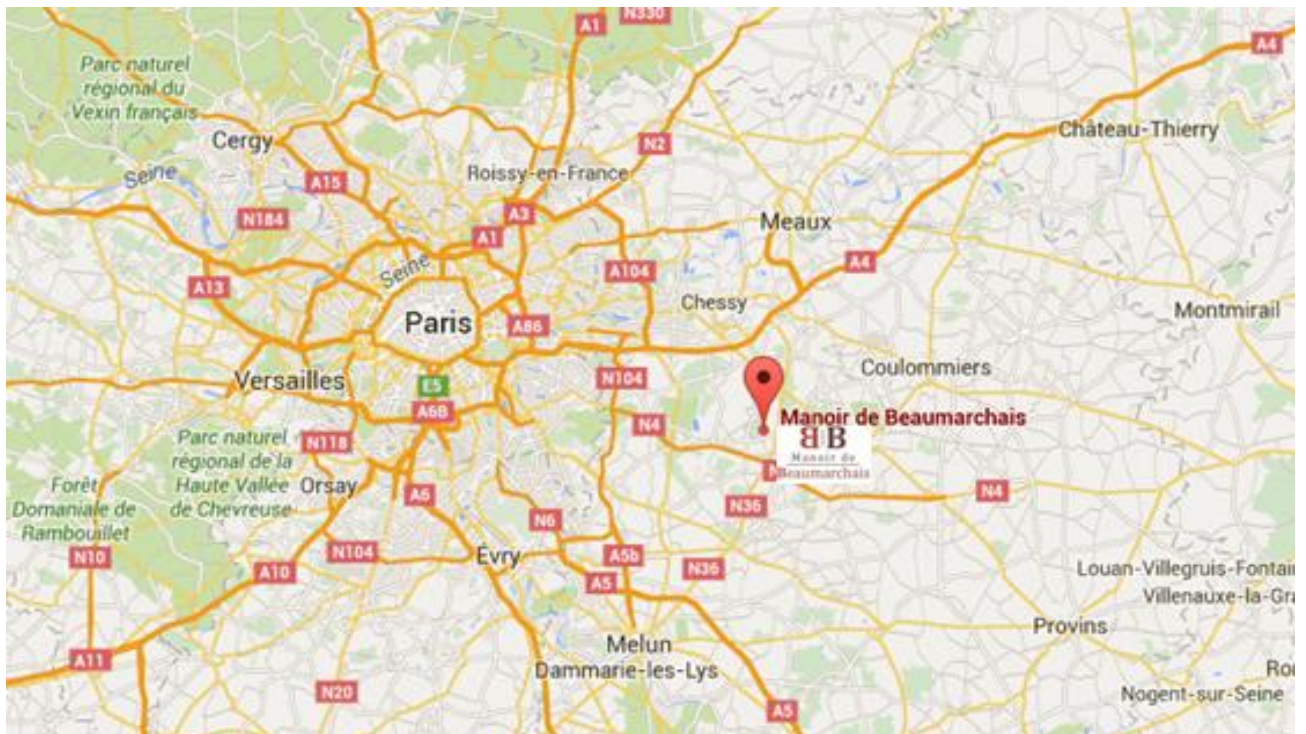 A1
N330
A4
Parc naturel
régional du
Vexin français
Cergy
N2
Château-Thierry
Seine
A15
Roissy-en-France
N184
A3
Meaux
A1
Seine
A104
A4
A13
Chessy
Paris
A86
Montmirail
Versailles
E5
N104
Coulommiers
A6B
Manoir de Beaumarchais
N118
N4
BB
Manoir de
Beaumarchais
Parc naturel
régional de la
Haute Vallée
de Chevreuse
Orsay
Forêt
Domaniale de
Rambouillet
A6
N36
N4
N6
N10
N104
Évry
A5b
A10
A5
N36
Louan-Villegruis-Fontain
Villenauxe-la-Gra
Provins
A11
Melun
Dammarie-les-Lys
N20
A5
Nogent-sur-Seine